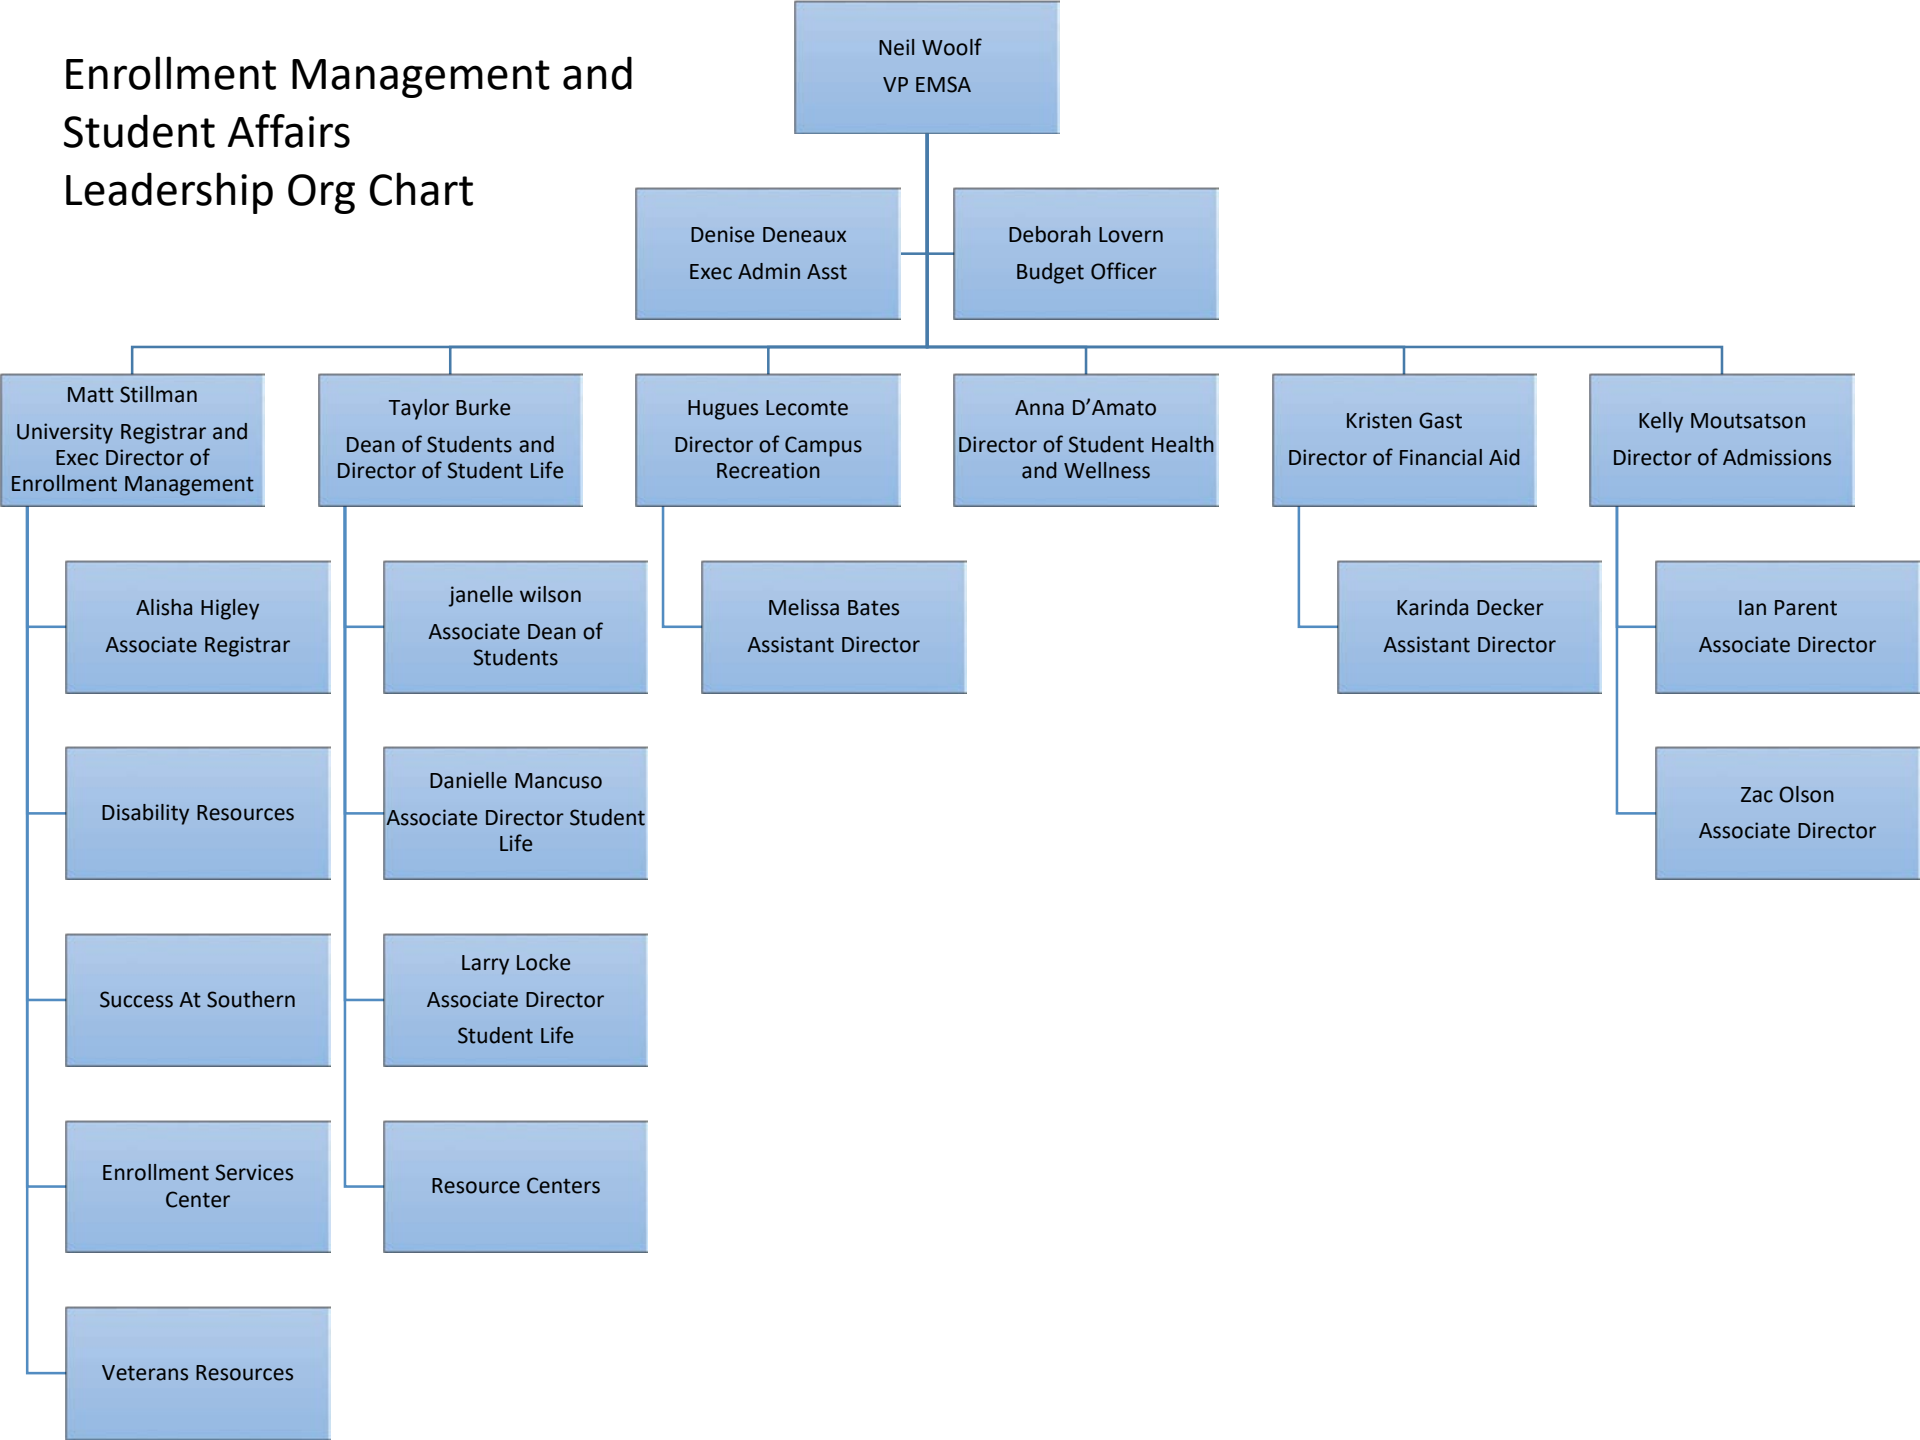 Enrollment Management and
Student Affairs
Leadership Org Chart
Neil Woolf
VP EMSA
Denise Deneaux
Exec Admin Asst
Deborah Lovern
Budget Officer
Matt Stillman
University Registrar and
Exec Director of
Enrollment Management
Taylor Burke
Dean of Students and
Director of Student Life
Hugues Lecomte
Director of Campus
Recreation
Anna D’Amato
Director of Student Health
and Wellness
Kristen Gast
Director of Financial Aid
Kelly Moutsatson
Director of Admissions
Alisha Higley
Associate Registrar
janelle wilson
Associate Dean of
Students
Melissa Bates
Assistant Director
Karinda Decker
Assistant Director
Ian Parent
Associate Director
Disability Resources
Danielle Mancuso
Associate Director Student
Life
Zac Olson
Associate Director
Success At Southern
Larry Locke
Associate Director
Student Life
Enrollment Services
Center
Resource Centers
Veterans Resources